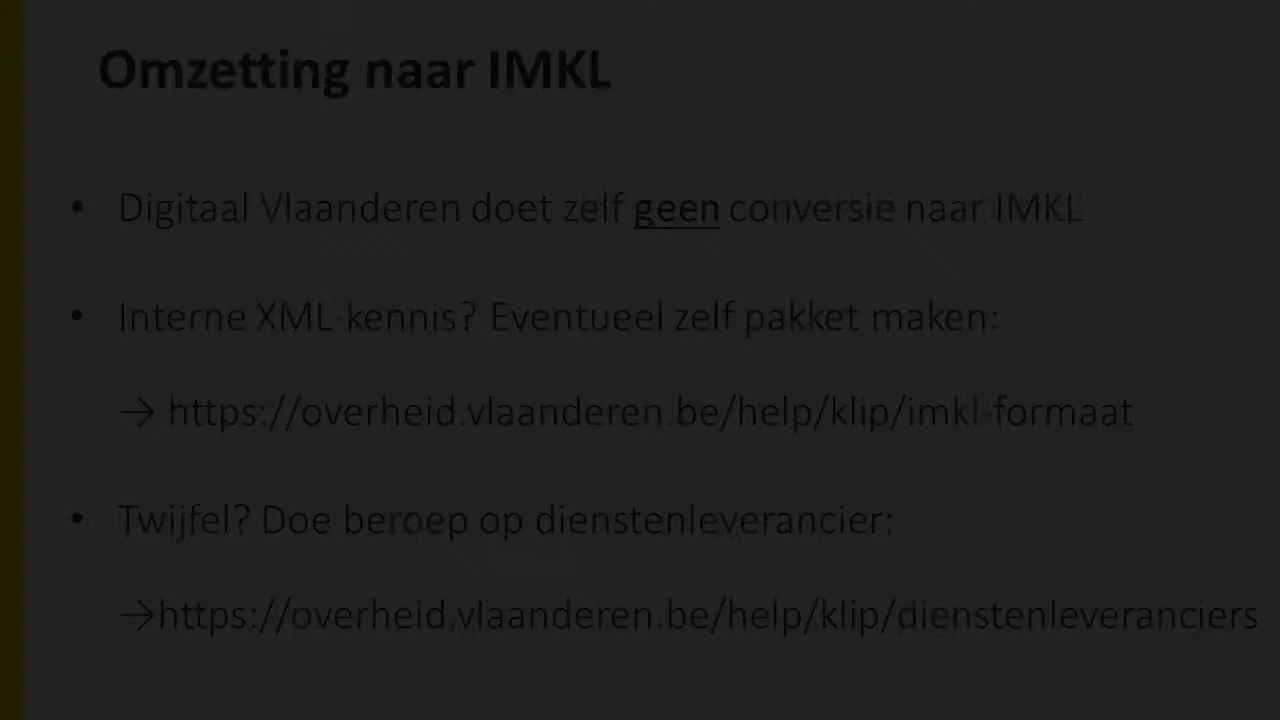 Omzetting naar IMKL
• Digitaal Vlaanderen doet zelf geen conversie naar IMKL
• Interne XML-kennis? Eventueel zelf pakket maken:
→ https://overheid.vlaanderen.be/help/klip/imkl-formaat
• Twijfel? Doe beroep op dienstenleverancier:
→https://overheid.vlaanderen.be/help/klip/dienstenleveranciers